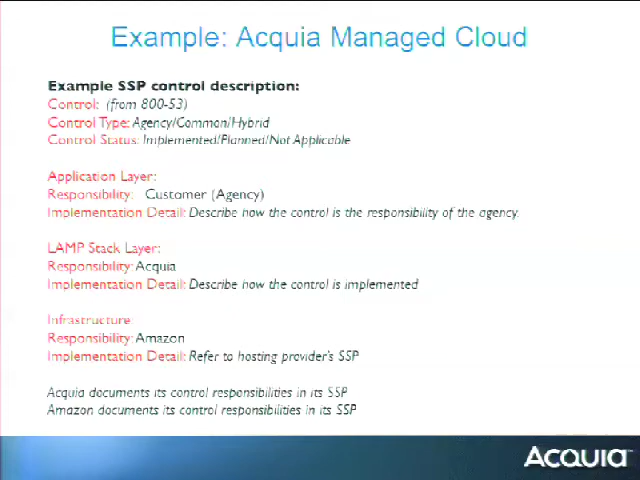 Example: Acquia Managed Cloud
Example SSP control description:
Control: (from 800-53)
Control Type: Agency/Common/Hybrid
Control Status: Implemented/Planned/Not Applicable
Application Layer:
Responsibility: Customer (Agency)
Implementation Detail: Describe how the control is the responsibility of the agency.
LAMP Stack Layer:
Responsibility: Acquia
Implementation Detail: Describe how the control is implemented
Infrastructure
Responsibility: Amazon
Implementation Detail: Refer to hosting provider's SSP
Acquia documents its control responsibilities in its SSP
Amazon documents its control responsibilities in its SSP
ACQUIA